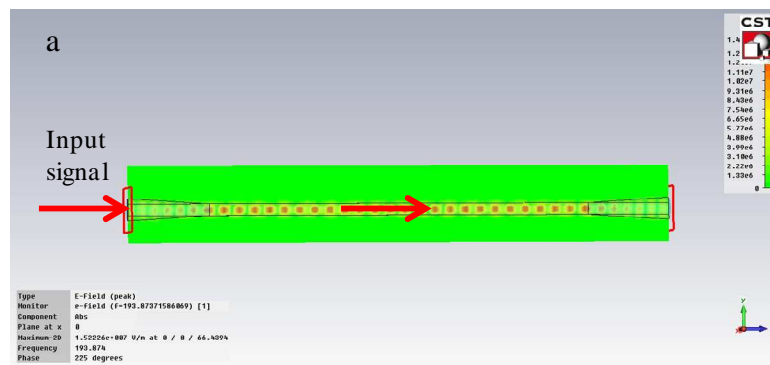 a
CST
1.11e7
1.02e7
9.31e6
8.43e6
7.54e6
6.65e6
5.77e6
4.88e6
3.99e6
3.10e6
2.22e6
1.33e6
0
Input
signal
Type E-Field (peak)
Monitor e-field (f=193.87371586069) [1]
Component Abs
Plane at x 0
Maximum-2D 1.52226e+007 V/m at 0 / 0 / 66.4394
Frequency 193.874
Phase 225 degrees
y